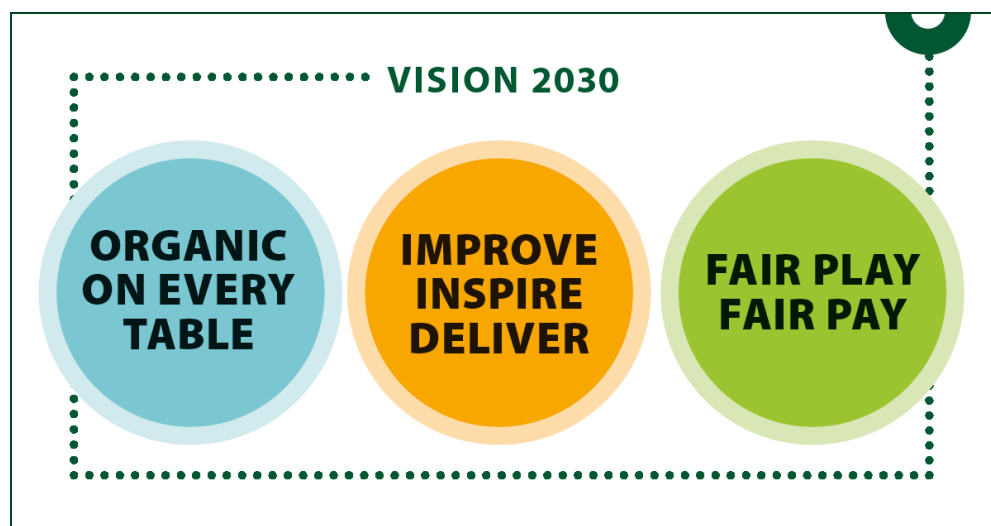 VISION 2030
ORGANIC
ON EVERY
TABLE
IMPROVE
INSPIRE
DELIVER
FAIR PLAY
FAIR PAY